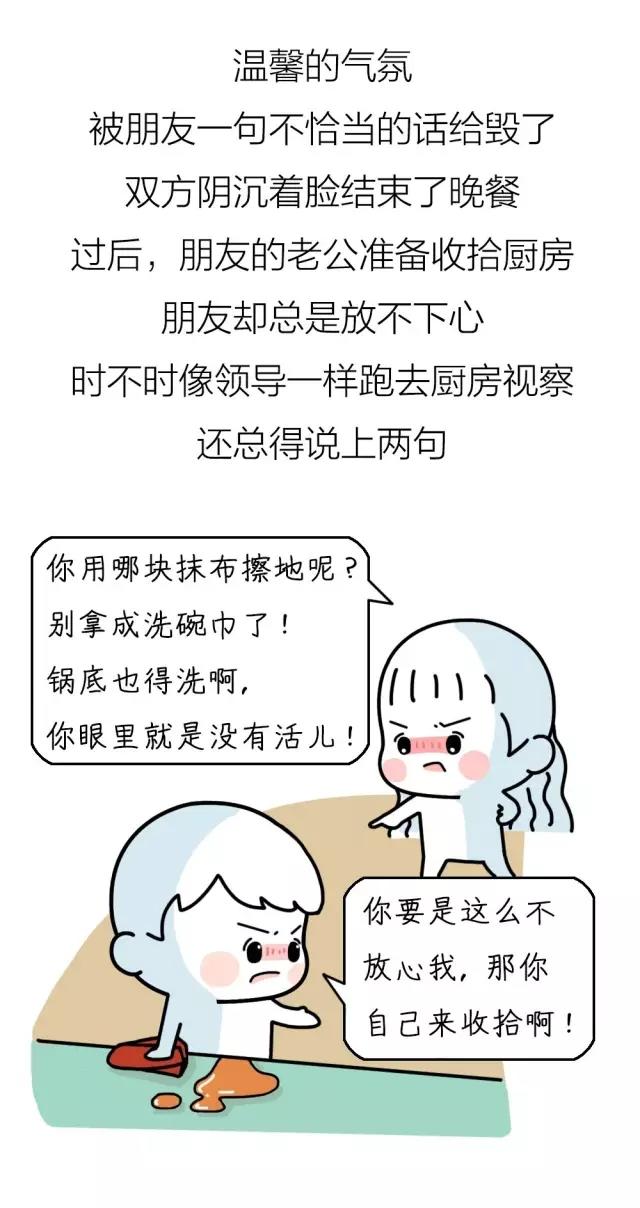 温馨的气氛
被朋友一句不恰当的话给毁了
双方阴沉着脸结束了晚餐
过后，朋友的老公准备收拾厨房
朋友却总是放不下心
时不时像领导一样跑去厨房视察
还总得说上两句
你用哪块抹布擦地呢？
别拿成洗碗巾了！
锅底也得洗啊，
你眼里就是没有活儿！
你要是这么不
放心我，那你
自己来收拾啊！